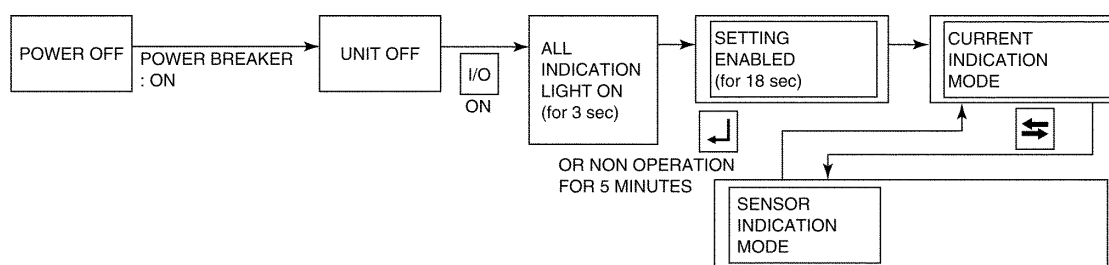 POWER OFF
POWER BREAKER
: ON
UNIT OFF
I/O
ON
ALL
INDICATION
LIGHT ON
(for 3 sec)
SETTING
ENABLED
(for 18 sec)
CURRENT
INDICATION
MODE
OR NON OPERATION
FOR 5 MINUTES
SENSOR
INDICATION
MODE